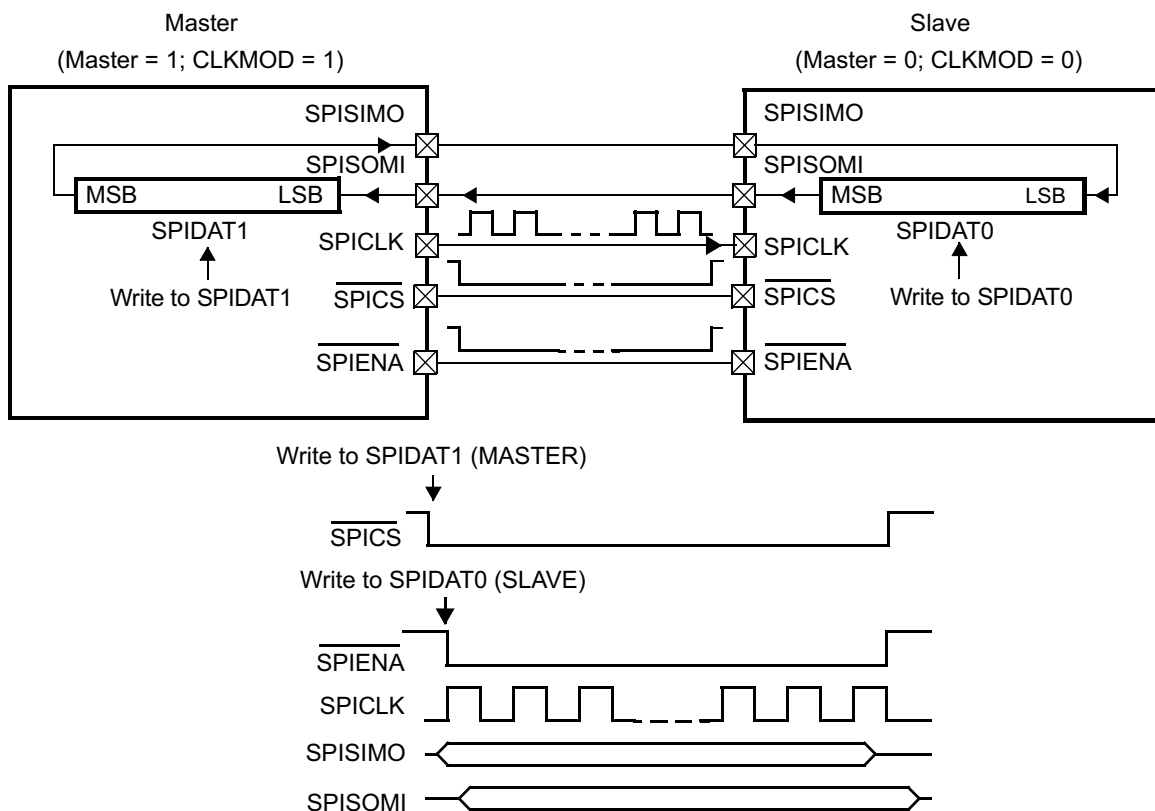 Master
(Master = 1; CLKMOD = 1)
Slave
(Master = 0; CLKMOD = 0)
SPISIMO
SPISIMO
SPISOMI
SPISOMI
MSB LSB
MSB LSB
SPIDAT1
SPIDAT0
SPICLK
SPICLK
Write to SPIDAT1
Write to SPIDAT0
SPICS
SPICS
SPIENA
SPIENA
Write to SPIDAT1 (MASTER)
SPICS
Write to SPIDAT0 (SLAVE)
SPIENA
SPICLK
SPISIMO
SPISOMI